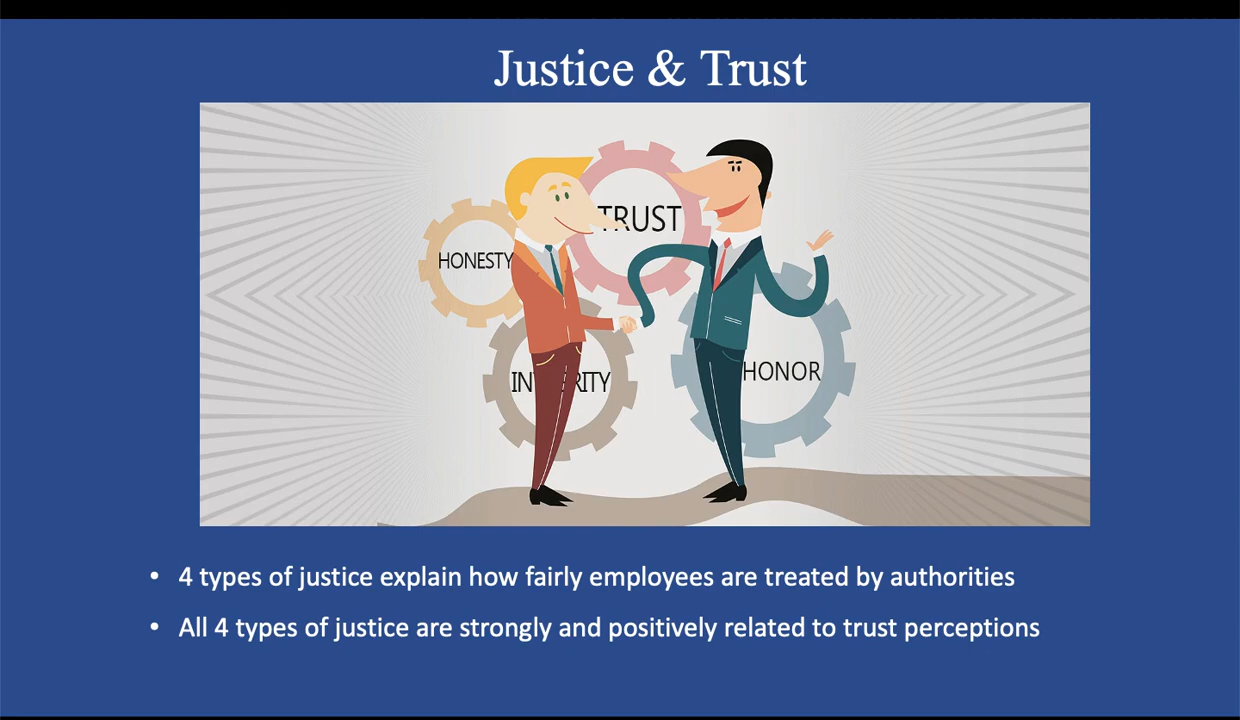 Justice & Trust
TRUST
HONESTY
HONOR
• 4 types of justice explain how fairly employees are treated by authorities
• All 4 types of justice are strongly and positively related to trust perceptions